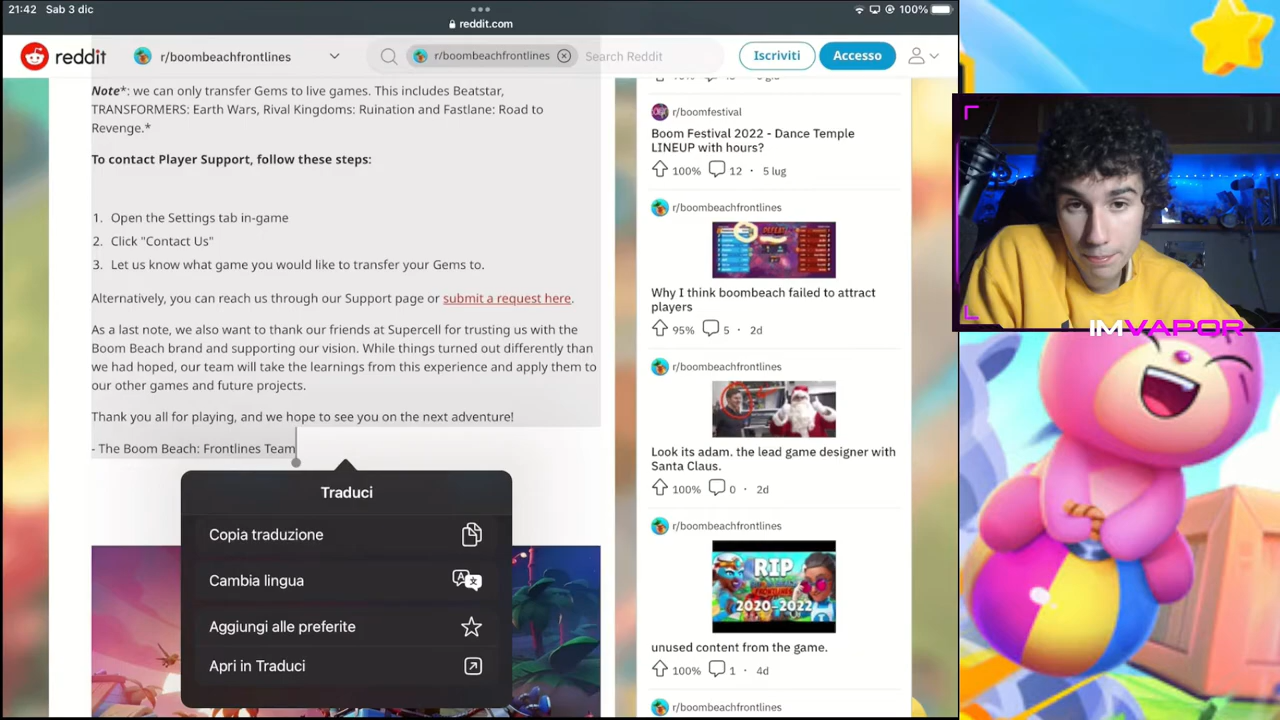 21:42 Sab 3 dic
100%
reddit.com
reddit
r/boombeachfrontlines
r/boombeachfrontlines
Search Reddit
Iscriviti
Accesso
Note*: we can only transfer Gems to live games. This includes Beatstar,
TRANSFORMERS: Earth Wars, Rival Kingdoms: Ruination and Fastlane: Road to
Revenge.*
To contact Player Support, follow these steps:
1. Open the Settings tab in-game
2. Click "Contact Us"
3. Let us know what game you would like to transfer your Gems to.
Alternatively, you can reach us through our Support page or submit a request here.
As a last note, we also want to thank our friends at Supercell for trusting us with the
Boom Beach brand and supporting our vision. While things turned out differently than
we had hoped, our team will take the learnings from this experience and apply them to
our other games and future projects.
Thank you all for playing, and we hope to see you on the next adventure!
- The Boom Beach: Frontlines Team
Traduci
Copia traduzione
Cambia lingua
Aggiungi alle preferite
Apri in Traduci
r/boomfestival
Boom Festival 2022 - Dance Temple
LINEUP with hours?
100% 12 · 5 lug
r/boombeachfrontlines
DEFEAT
Why I think boombeach failed to attract
players
95% 5 · 2d
r/boombeachfrontlines
Look its adam. the lead game designer with
Santa Claus.
100% 0 · 2d
r/boombeachfrontlines
RIP
2020-2022
unused content from the game.
100% 1 · 4d
r/boombeachfrontlines
IMVAPOR